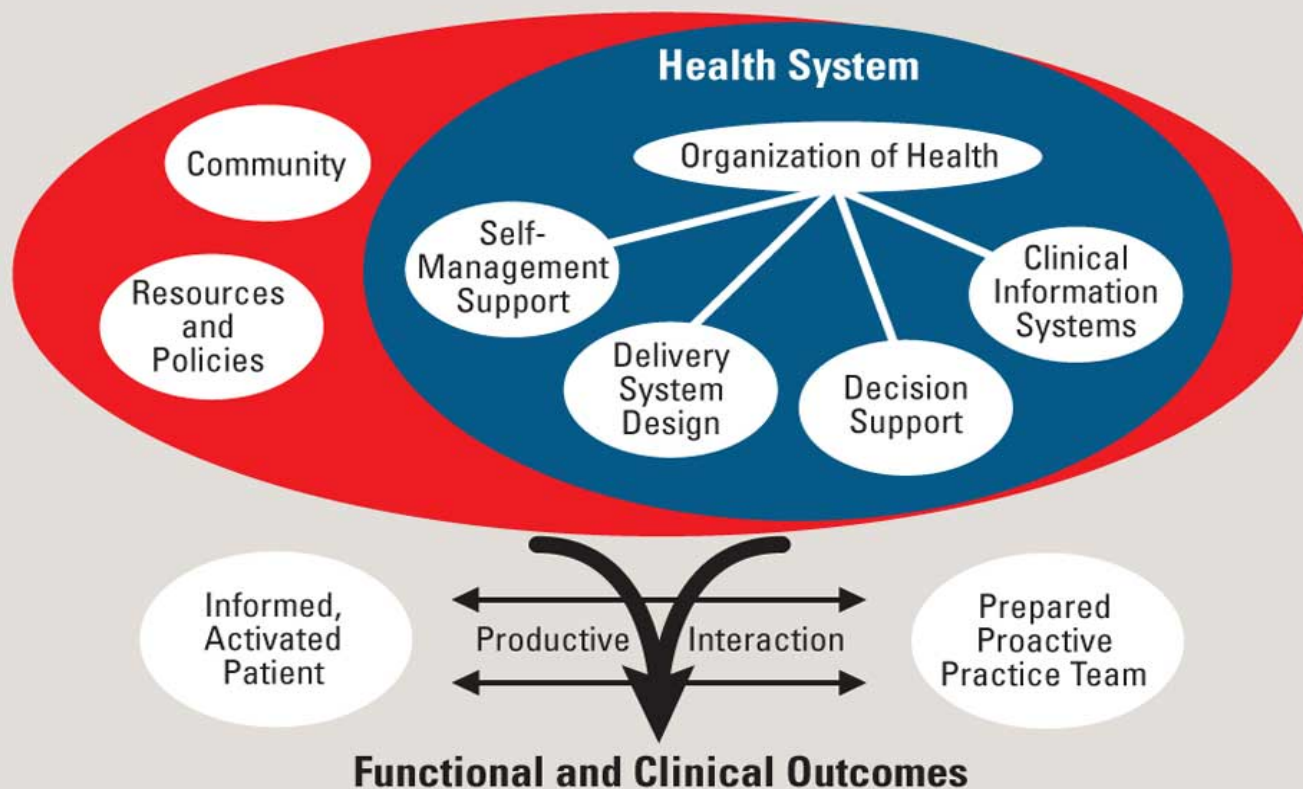 Health System
Community
Organization of Health
Self-
Management
Support
Clinical
Information
Systems
Resources
and
Policies
Delivery
System
Design
Decision
Support
Informed,
Activated
Patient
Productive Interaction
Prepared
Proactive
Practice Team
Functional and Clinical Outcomes